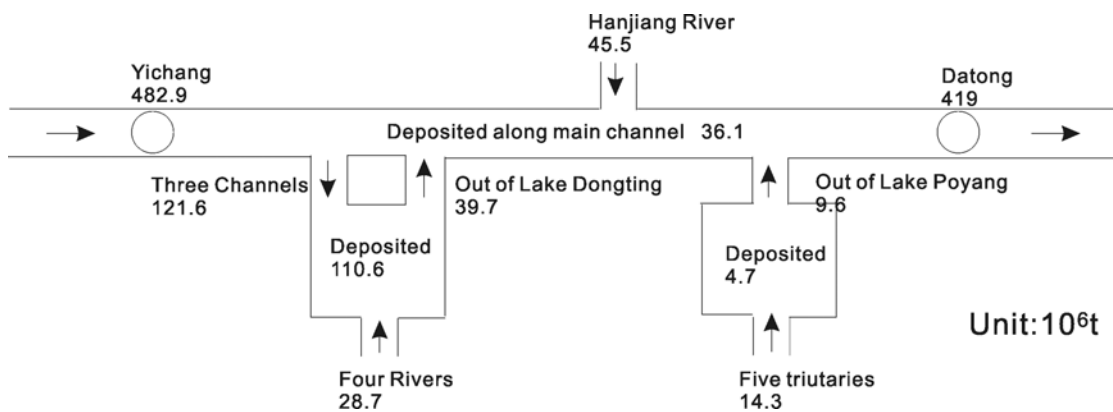 Hanjiang River
45.5
Yichang
482.9
Datong
419
Deposited along main channel 36.1
Three Channels
121.6
Out of Lake Dongting
39.7
Out of Lake Poyang
9.6
Deposited
110.6
Deposited
4.7
Unit:10⁶t
Four Rivers
28.7
Five triutaries
14.3